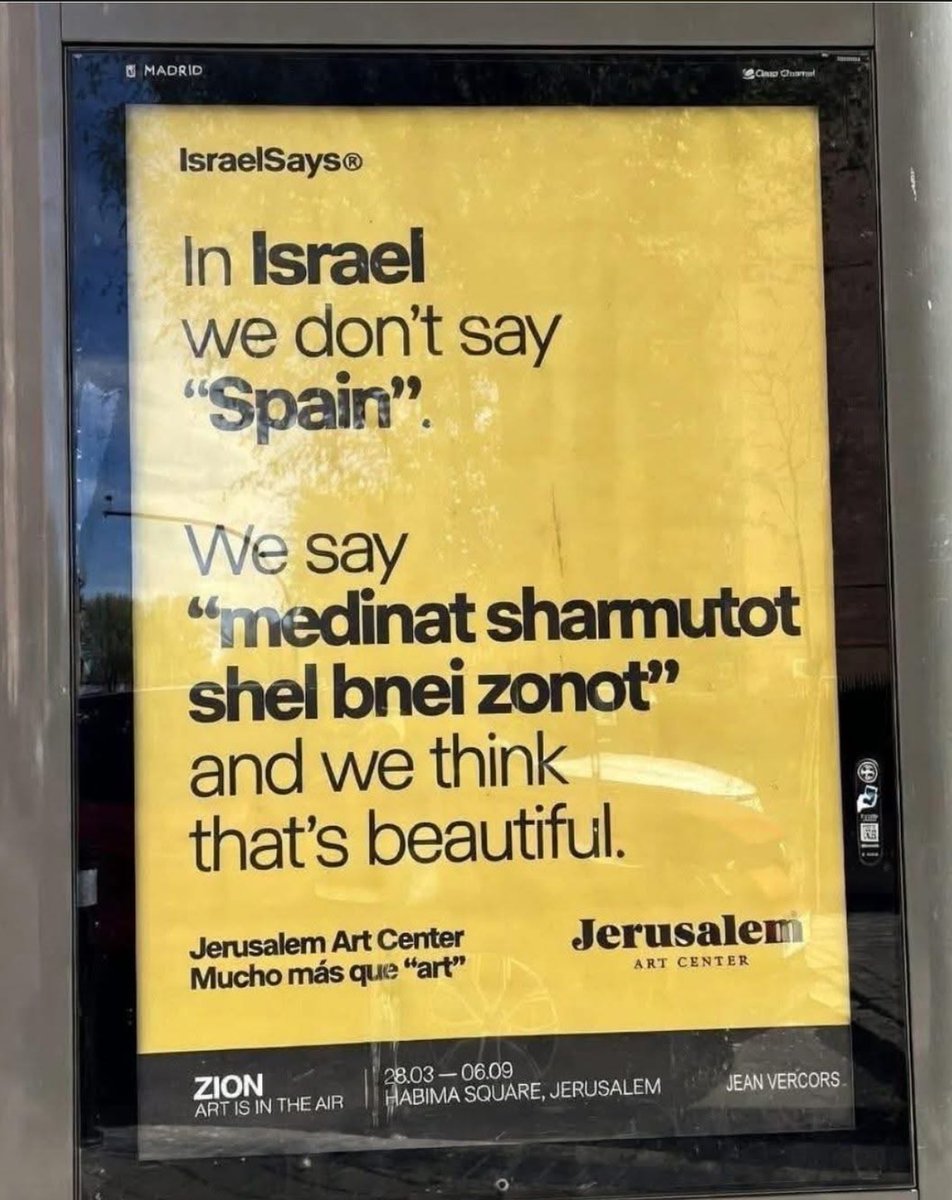 MADRID
Clear Channel
IsraelSays®
In Israel
we don't say
“Spain”.
We say
“medinat sharmutot
shel bnei zonot”
and we think
that's beautiful.
Jerusalem Art Center
Mucho más que “art”
Jerusalem
ART CENTER
ZION
ART IS IN THE AIR
28.03 — 06.09
HABIMA SQUARE, JERUSALEM
JEAN VERCORS